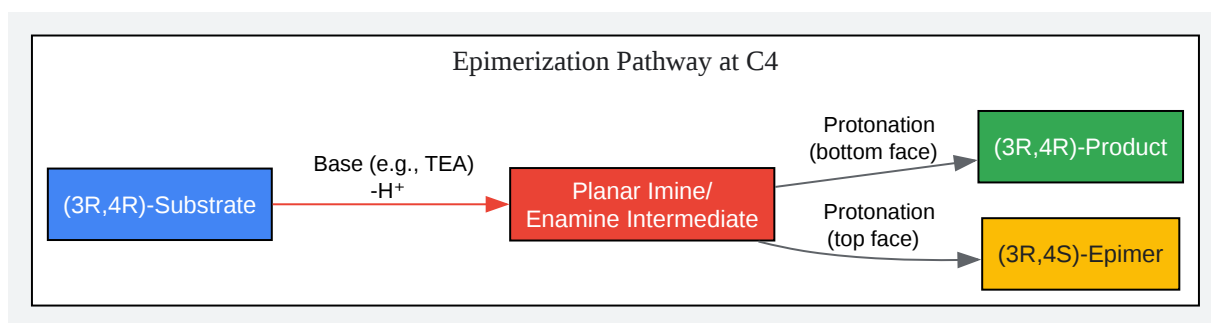 Epimerization Pathway at C4
(3R,4R)-Substrate
Base (e.g., TEA)
-H⁺
Planar Imine/
Enamine Intermediate
Protonation
(bottom face)
(3R,4R)-Product
Protonation
(top face)
(3R,4S)-Epimer